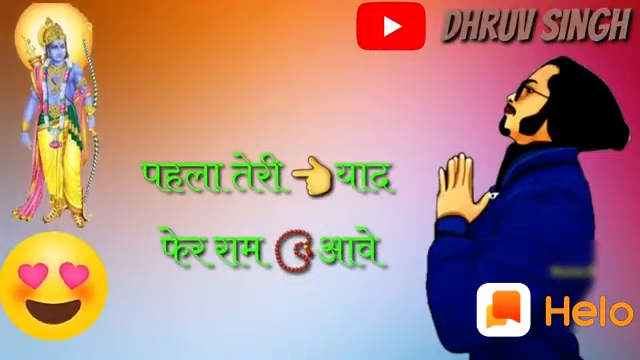 DHRUV SINGH
पहला तेरी 👈 याद
फेर राम 📿 आवे
Helo